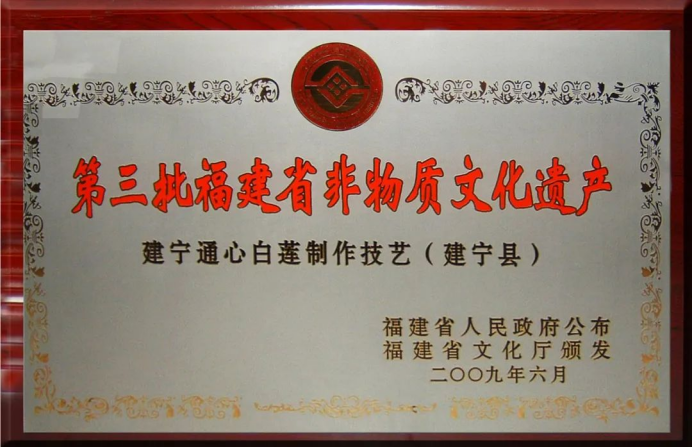 第三批福建省非物质文化遗产
建宁通心白莲制作技艺（建宁县）
福建省人民政府公布
福建省文化厅颁发
二〇〇九年六月